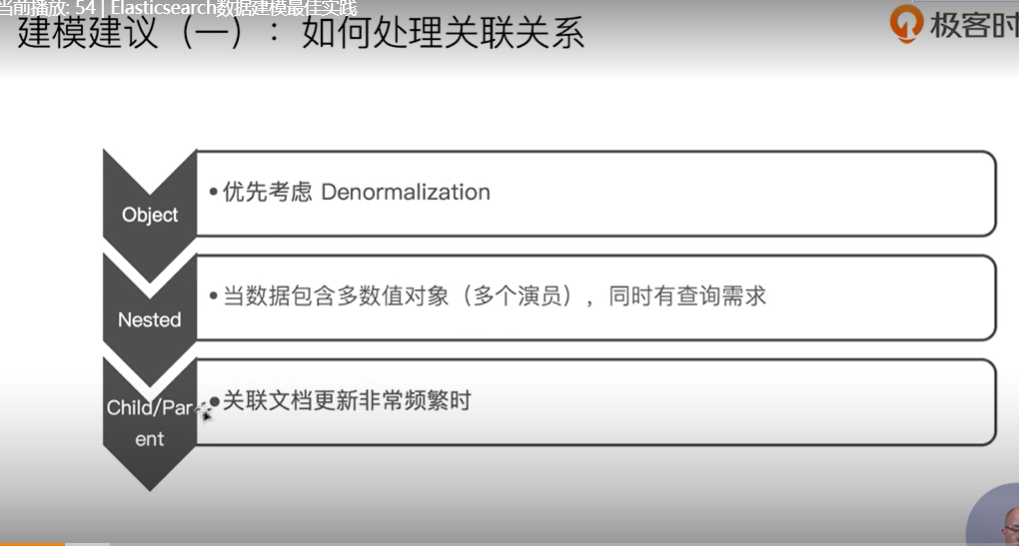 当前播放: 54 | Elasticsearch数据建模最佳实践
建模建议（一）：如何处理关联关系
极客时
Object
•优先考虑 Denormalization
Nested
•当数据包含多数值对象（多个演员），同时有查询需求
Child/Par
ent
•关联文档更新非常频繁时